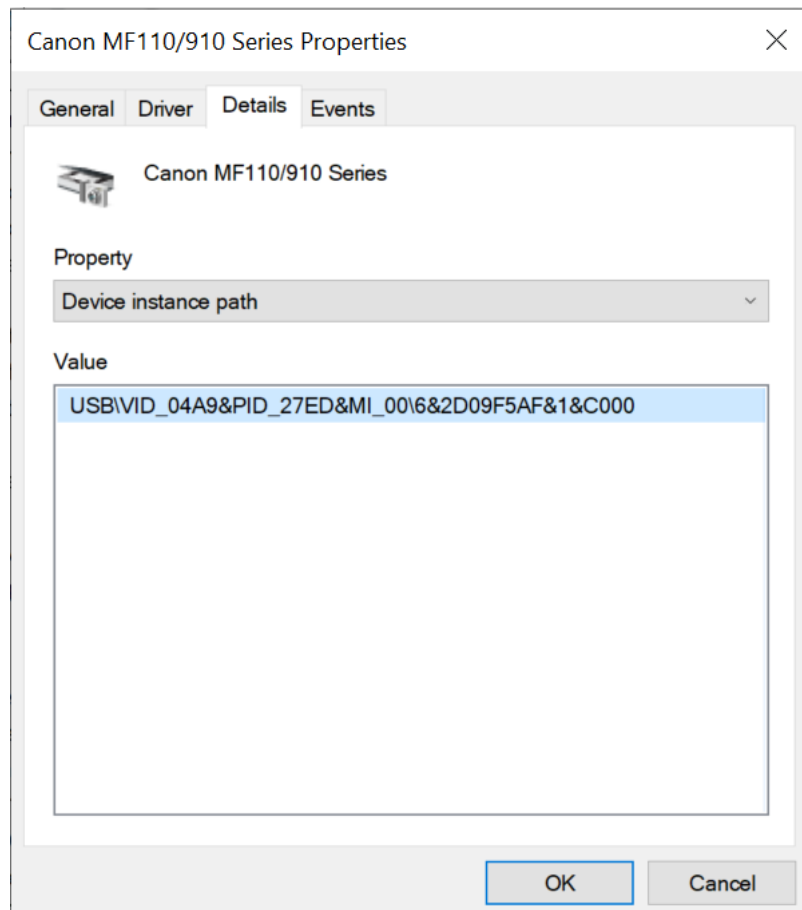 Canon MF110/910 Series Properties
General Driver Details Events
Canon MF110/910 Series
Property
Device instance path
Value
USB\VID_04A9&PID_27ED&MI_00\6&2D09F5AF&1&C000
OK Cancel